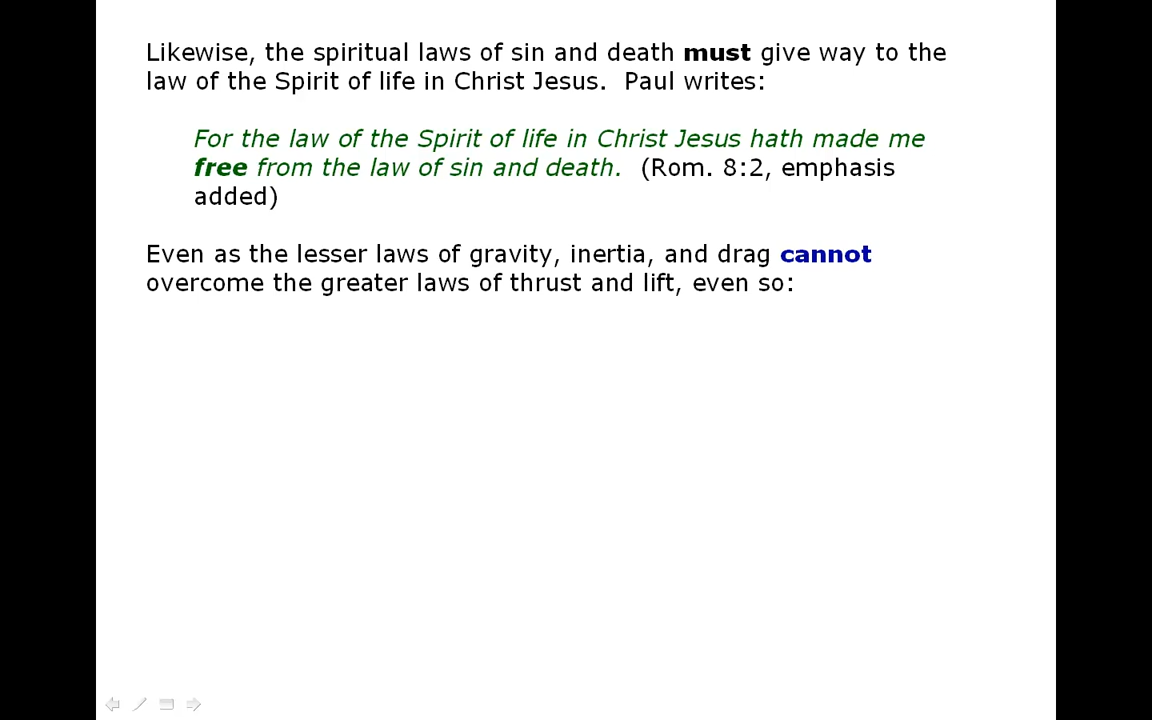 Likewise, the spiritual laws of sin and death must give way to the
law of the Spirit of life in Christ Jesus.  Paul writes:
For the law of the Spirit of life in Christ Jesus hath made me
free from the law of sin and death.  (Rom. 8:2, emphasis
added)
Even as the lesser laws of gravity, inertia, and drag cannot
overcome the greater laws of thrust and lift, even so: